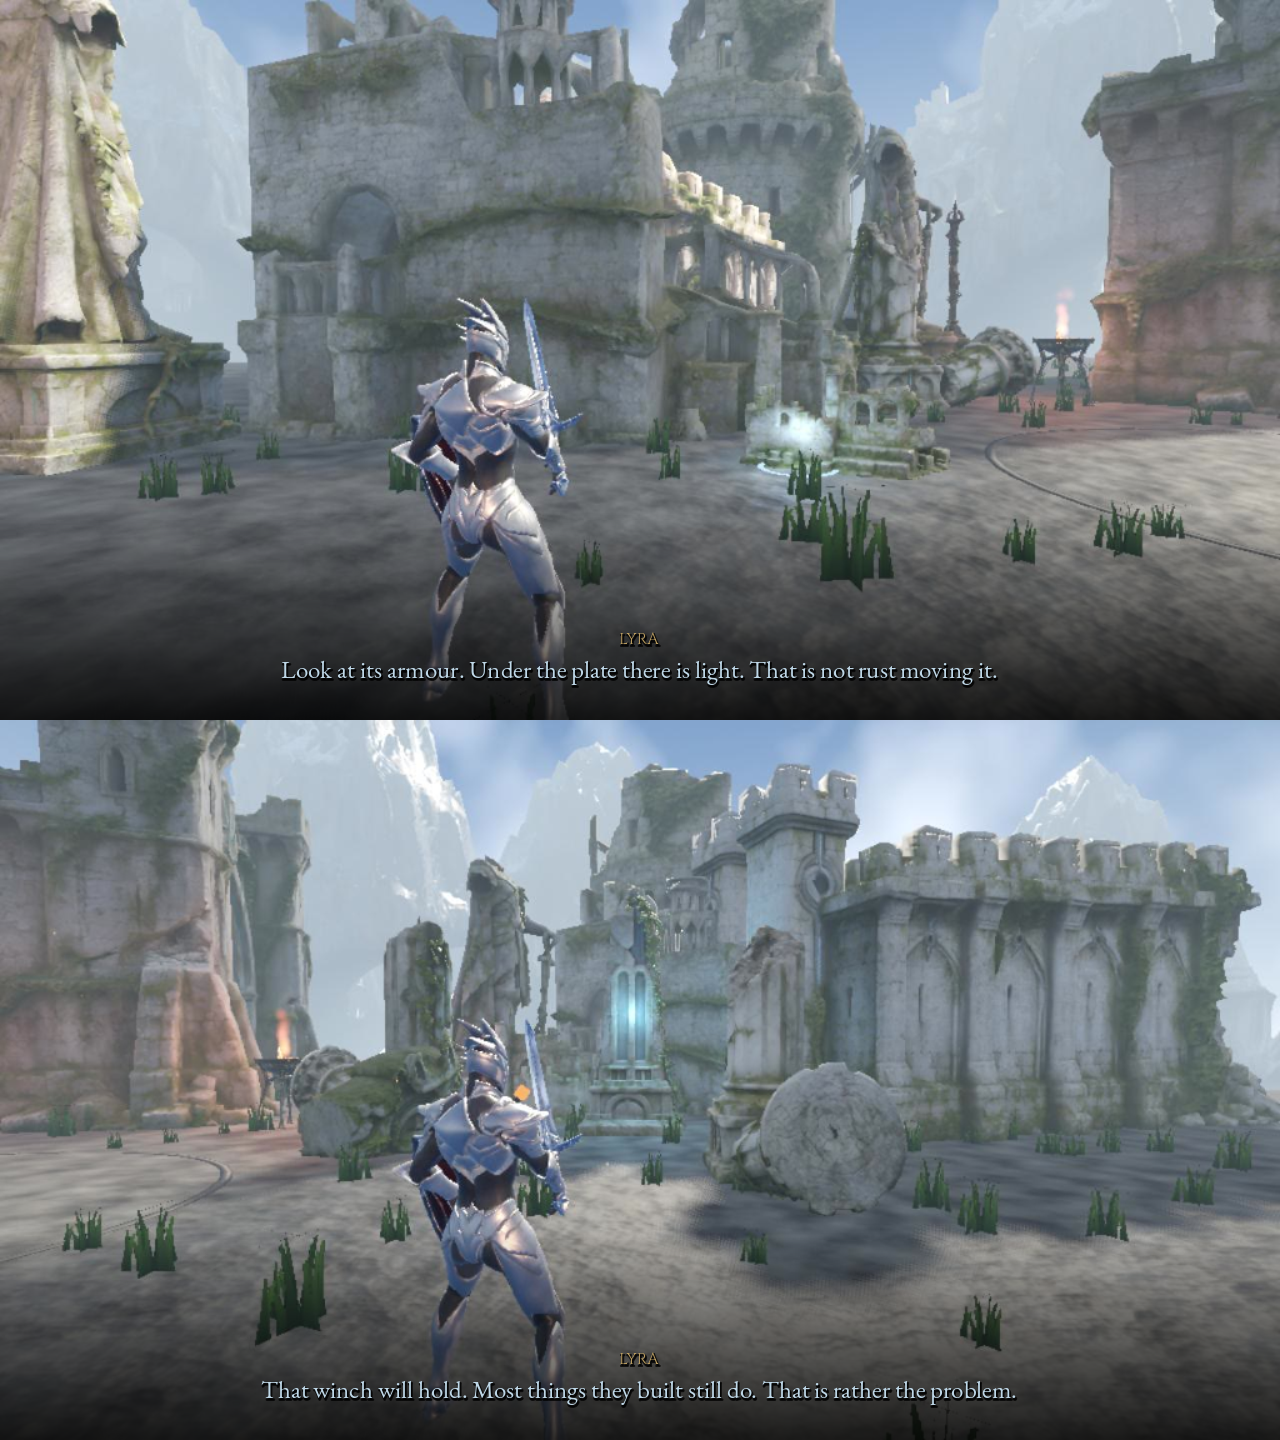 LYRA
Look at its armour. Under the plate there is light. That is not rust moving it.
LYRA
That winch will hold. Most things they built still do. That is rather the problem.